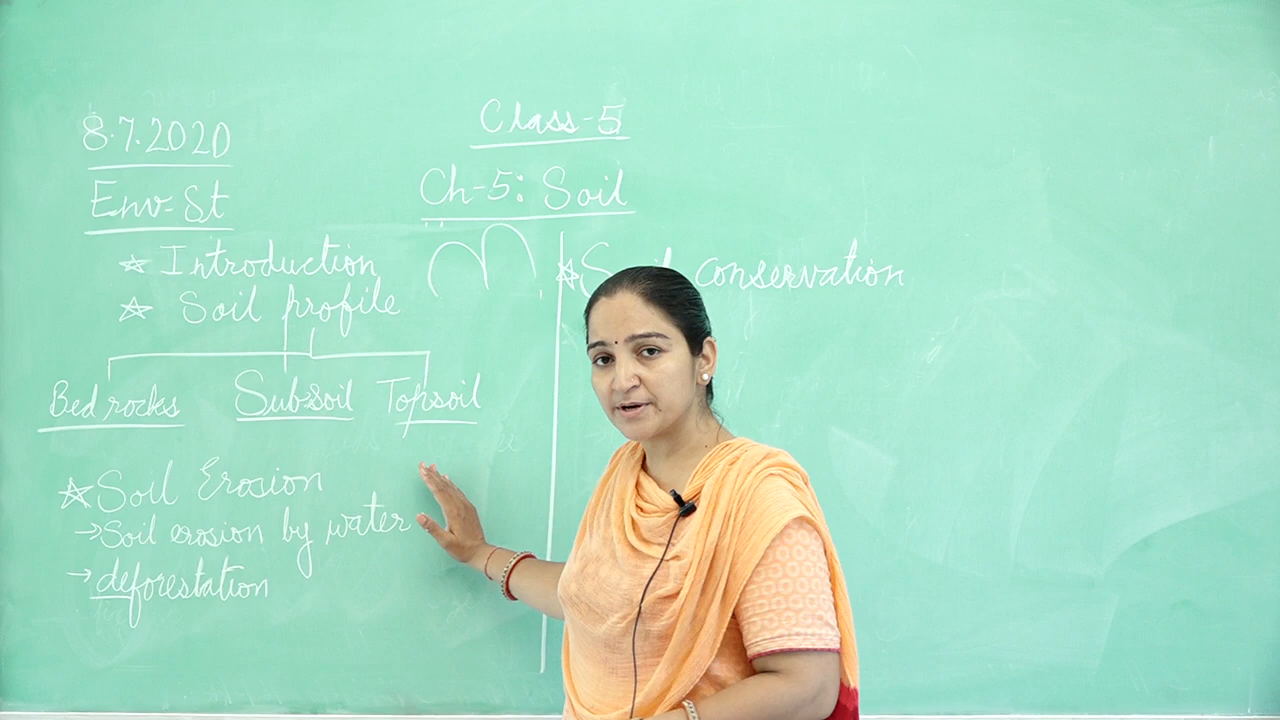 8.7.2020
Class-5
Env-St
Ch-5: Soil
☆ Introduction
☆ Soil profile
Bed rocks Subsoil Topsoil
☆ Soil Erosion
→ Soil erosion by water
→ deforestation
☆ Soil conservation